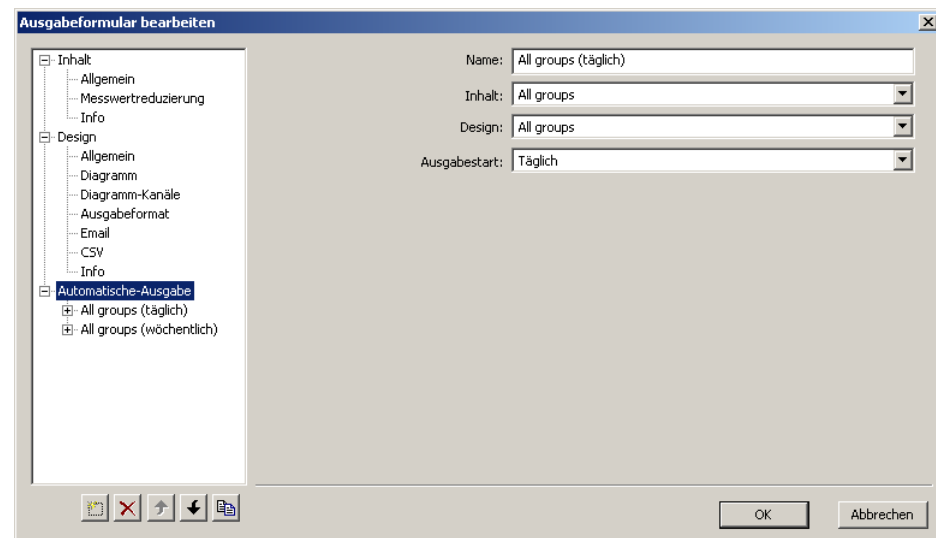 Ausgabeformular bearbeiten
Inhalt
Allgemein
Messwertreduzierung
Info
Design
Allgemein
Diagramm
Diagramm-Kanäle
Ausgabeformat
Email
CSV
Info
Automatische-Ausgabe
All groups (täglich)
All groups (wöchentlich)
Name: All groups (täglich)
Inhalt: All groups
Design: All groups
Ausgabestart: Täglich
OK Abbrechen